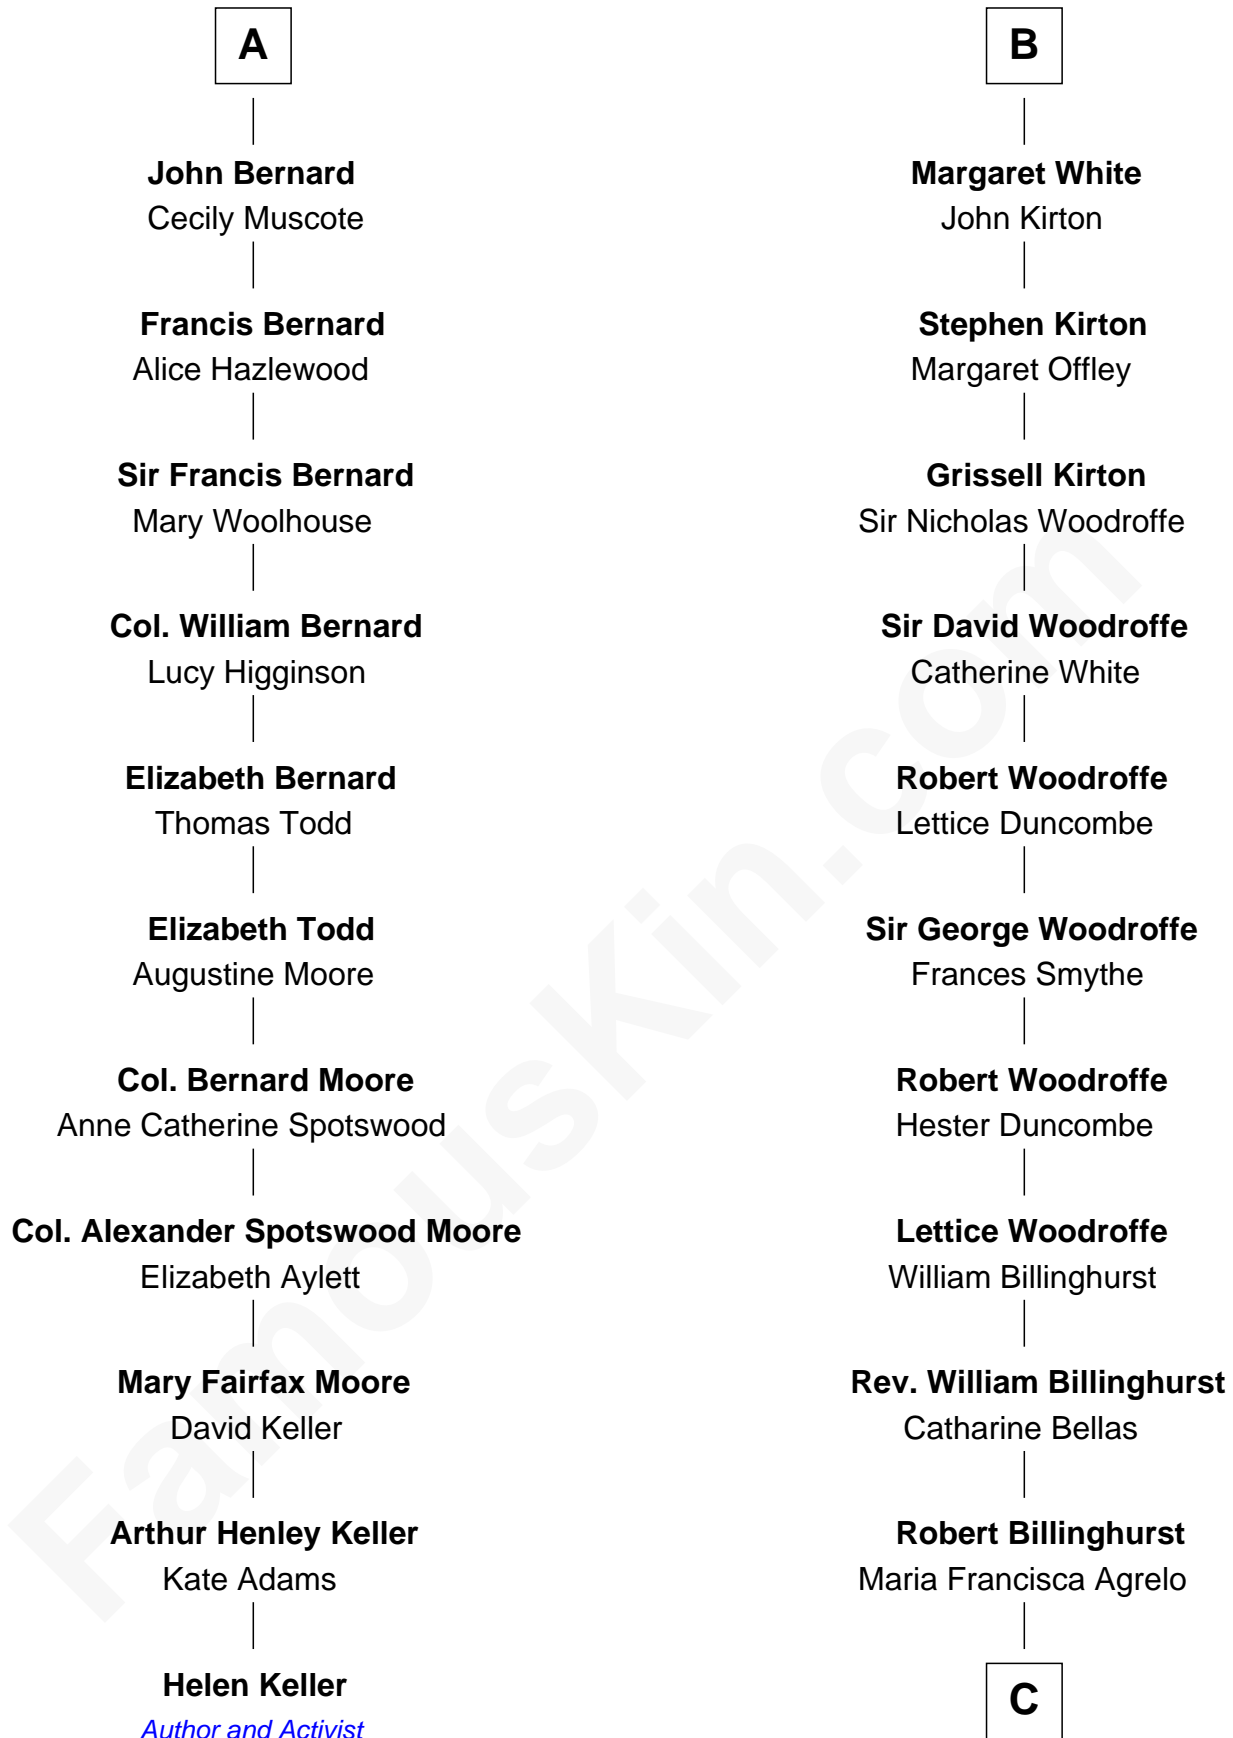 A
John Bernard
Cecily Muscote
Francis Bernard
Alice Hazlewood
Sir Francis Bernard
Mary Woolhouse
Col. William Bernard
Lucy Higginson
Elizabeth Bernard
Thomas Todd
Elizabeth Todd
Augustine Moore
Col. Bernard Moore
Anne Catherine Spotswood
Col. Alexander Spotswood Moore
Elizabeth Aylett
Mary Fairfax Moore
David Keller
Arthur Henley Keller
Kate Adams
Helen Keller
Author and Activist
B
Margaret White
John Kirton
Stephen Kirton
Margaret Offley
Grissell Kirton
Sir Nicholas Woodroffe
Sir David Woodroffe
Catherine White
Robert Woodroffe
Lettice Duncombe
Sir George Woodroffe
Frances Smythe
Robert Woodroffe
Hester Duncombe
Lettice Woodroffe
William Billinghurst
Rev. William Billinghurst
Catharine Bellas
Robert Billinghurst
Maria Francisca Agrelo
C
FamousKin.com